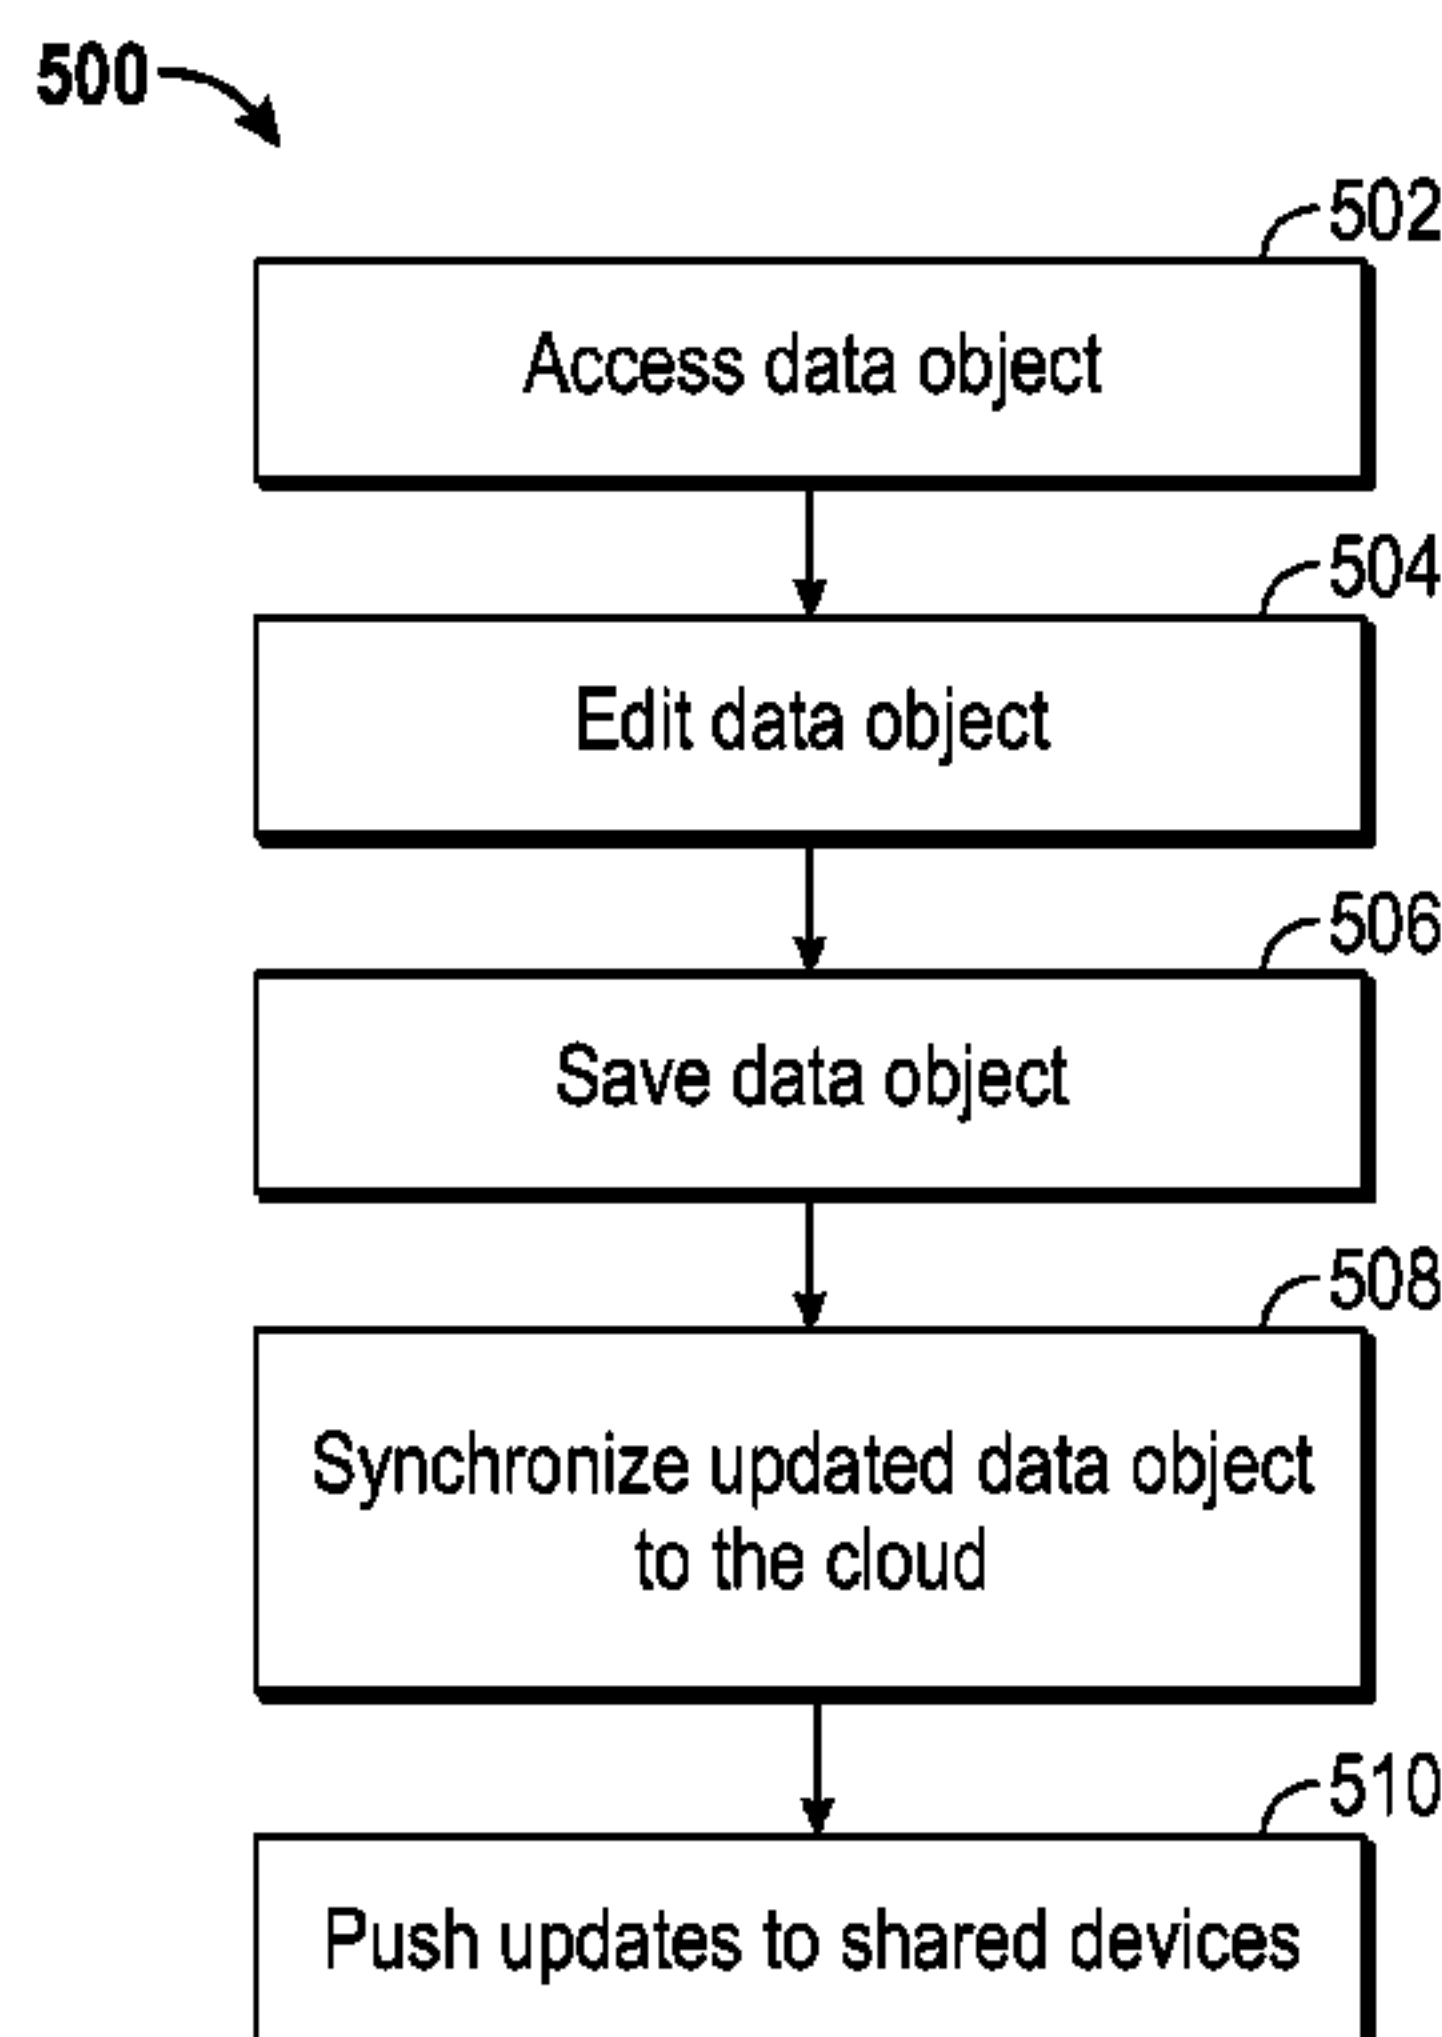 500
502
Access data object
504
Edit data object
506
Save data object
508
Synchronize updated data object
to the cloud
510
Push updates to shared devices